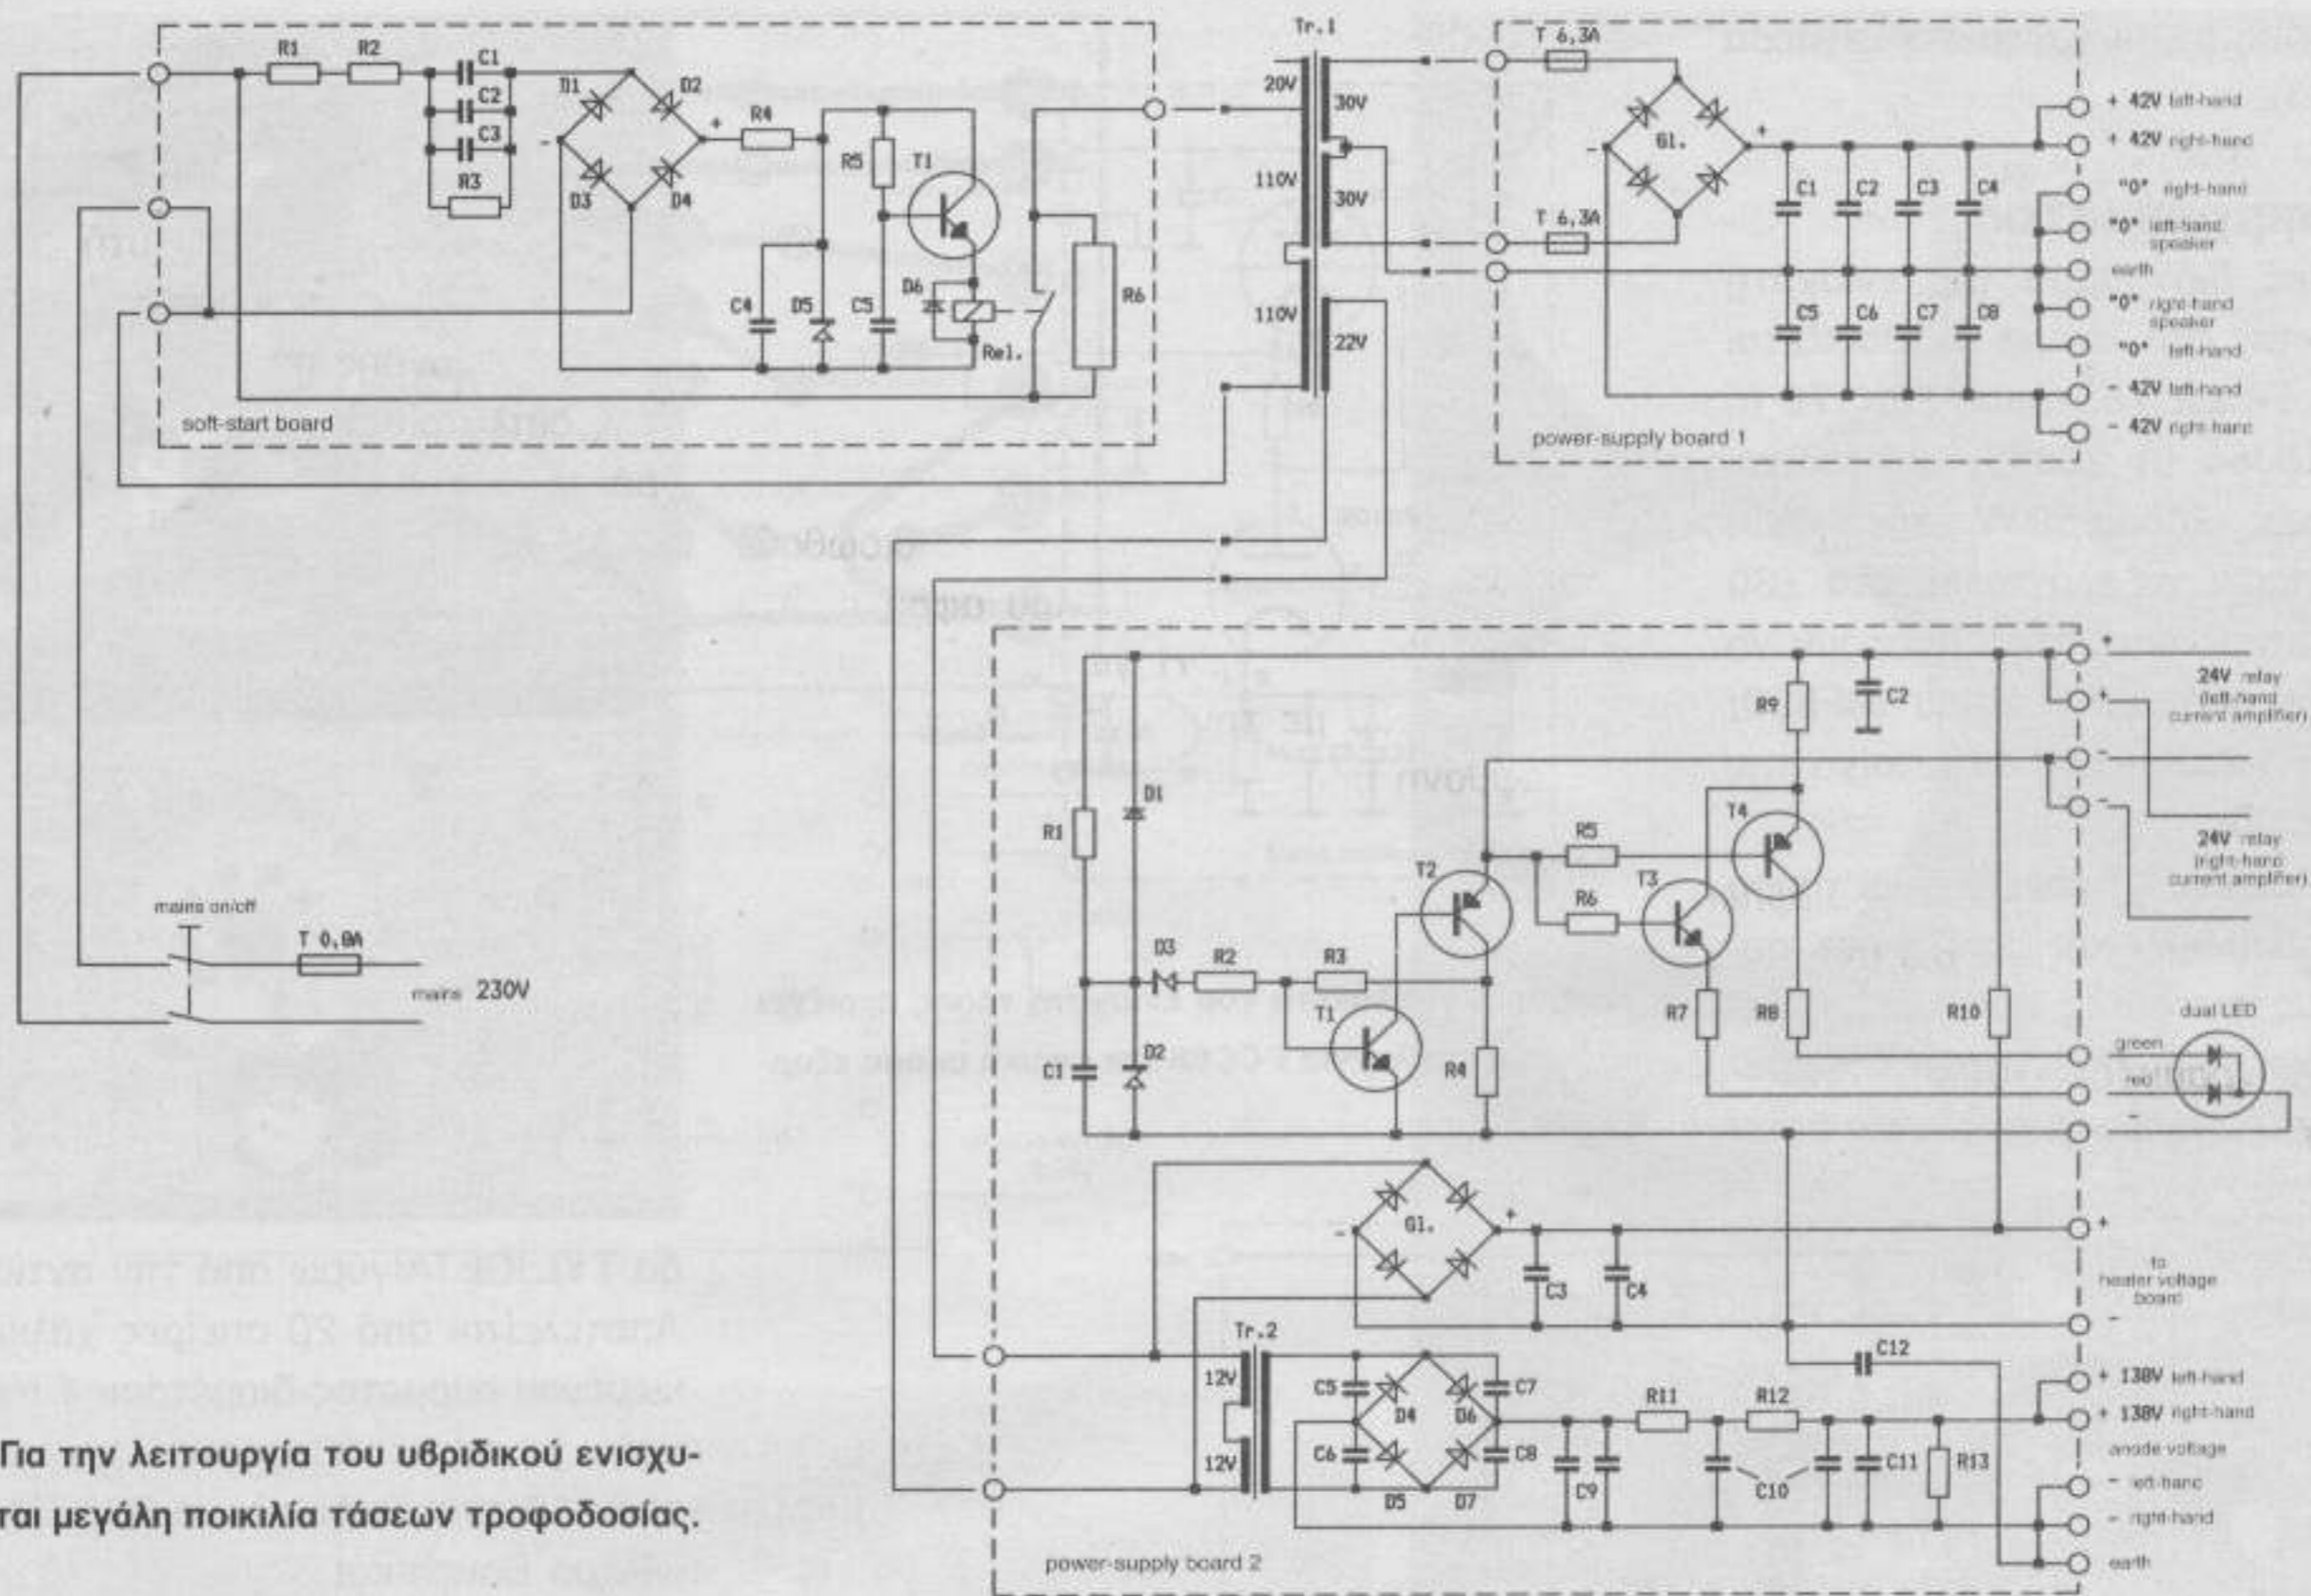 R1
R2
C1
C2
C3
R3
D1
D2
D3
D4
-
+
R4
R5
T1
C4
D5
C5
D6
Rel.
R6
soft-start board
Tr.1
20V
110V
110V
30V
30V
22V
T 6,3A
T 6,3A
Gl.
-
+
C1
C2
C3
C4
C5
C6
C7
C8
power-supply board 1
+ 42V left-hand
+ 42V right-hand
"0" right-hand
"0" left-hand
speaker
earth
"0" right-hand
speaker
"0" left-hand
- 42V left-hand
- 42V right-hand
mains on/off
T 0,8A
mains 230V
R1
D1
C1
D2
D3
R2
R3
T1
T2
R4
R5
R6
T3
T4
R7
R8
R9
C2
R10
+
24V relay
(left-hand
current amplifier)
+
-
-
24V relay
(right-hand
current amplifier)
dual LED
green
red
-
Gl.
-
+
C3
C4
+
to
heater voltage
board
-
Tr.2
12V
12V
C5
C6
D4
D5
D6
D7
C7
C8
C9
R11
C10
R12
C11
R13
C12
+ 138V left-hand
+ 138V right-hand
anode voltage
- left-hand
- right-hand
earth
power-supply board 2
Για την λειτουργία του υβριδικού ενισχυ-
ται μεγάλη ποικιλία τάσεων τροφοδοσίας.